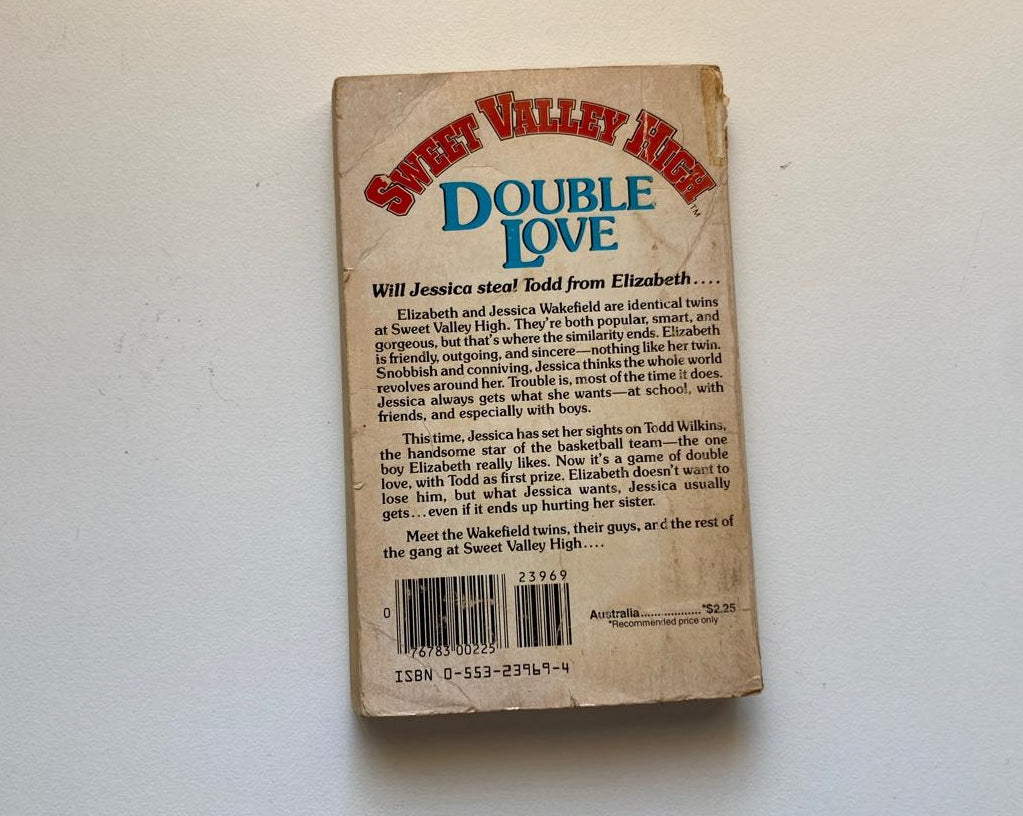 SWEET VALLEY HIGH™
DOUBLE
LOVE
Will Jessica steal Todd from Elizabeth....
Elizabeth and Jessica Wakefield are identical twins
at Sweet Valley High. They're both popular, smart, and
gorgeous, but that's where the similarity ends. Elizabeth
is friendly, outgoing, and sincere—nothing like her twin.
Snobbish and conniving, Jessica thinks the whole world
revolves around her. Trouble is, most of the time it does.
Jessica always gets what she wants—at school, with
friends, and especially with boys.
This time, Jessica has set her sights on Todd Wilkins,
the handsome star of the basketball team—the one
boy Elizabeth really likes. Now it's a game of double
love, with Todd as first prize. Elizabeth doesn't want to
lose him, but what Jessica wants, Jessica usually
gets...even if it ends up hurting her sister.
Meet the Wakefield twins, their guys, and the rest of
the gang at Sweet Valley High....
23969
0
76783 00225
Australia..................*$2.25
*Recommended price only
ISBN 0-553-23969-4